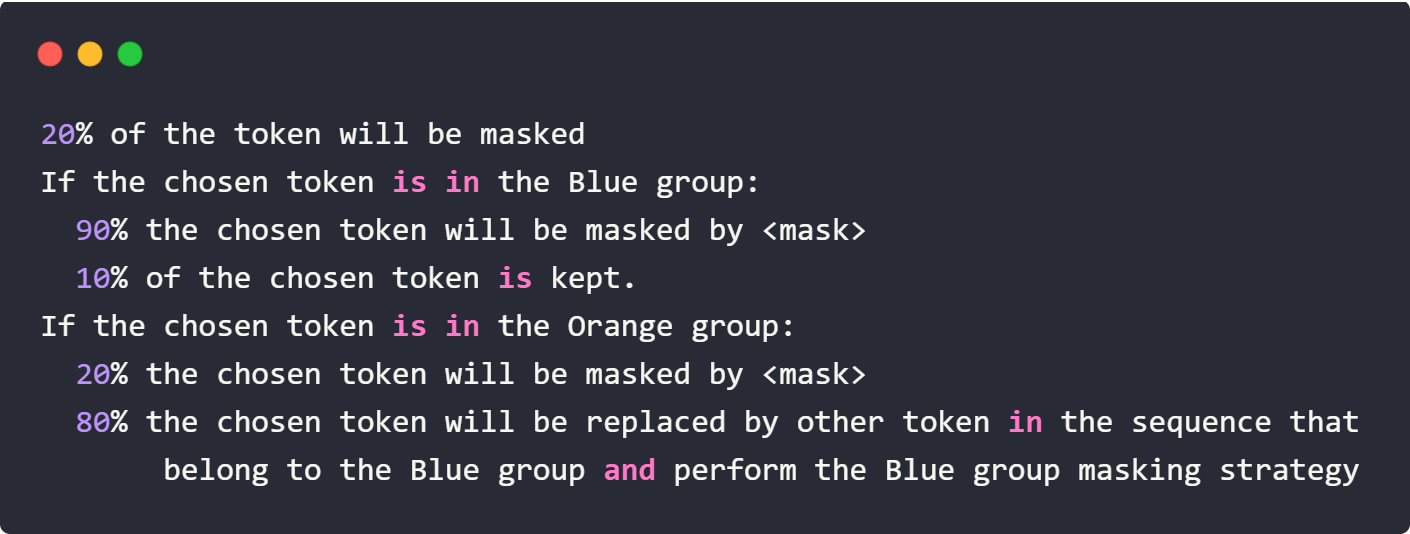 20% of the token will be masked
If the chosen token is in the Blue group:
90% the chosen token will be masked by <mask>
10% of the chosen token is kept.
If the chosen token is in the Orange group:
20% the chosen token will be masked by <mask>
80% the chosen token will be replaced by other token in the sequence that
belong to the Blue group and perform the Blue group masking strategy